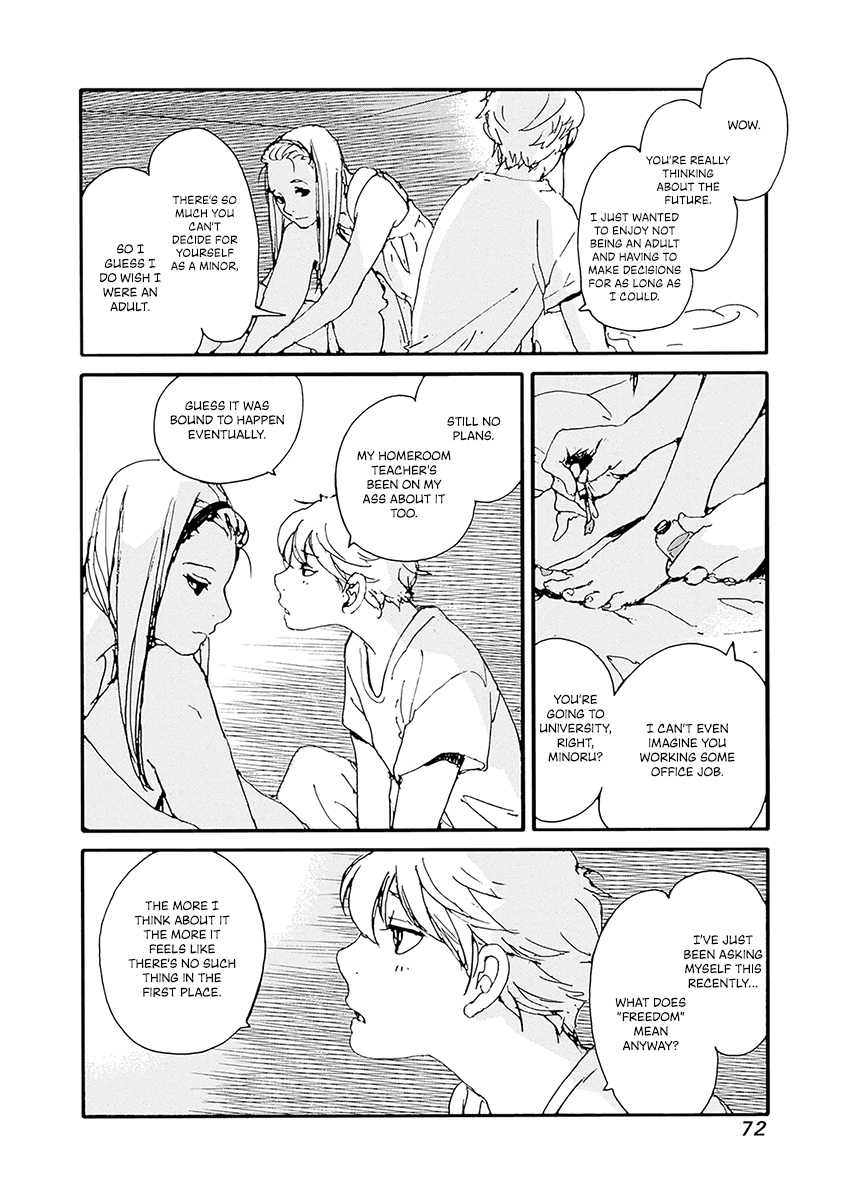 WOW.
YOU'RE REALLY
THINKING
ABOUT THE
FUTURE.
I JUST WANTED
TO ENJOY NOT
BEING AN ADULT
AND HAVING TO
MAKE DECISIONS
FOR AS LONG AS
I COULD.
THERE'S SO
MUCH YOU
CAN'T
DECIDE FOR
YOURSELF
AS A MINOR,
SO I
GUESS I
DO WISH I
WERE AN
ADULT.
I CAN'T EVEN
IMAGINE YOU
WORKING SOME
OFFICE JOB.
YOU'RE
GOING TO
UNIVERSITY,
RIGHT,
MINORU?
STILL NO
PLANS.
MY HOMEROOM
TEACHER'S
BEEN ON MY
ASS ABOUT IT
TOO.
GUESS IT WAS
BOUND TO HAPPEN
EVENTUALLY.
I'VE JUST
BEEN ASKING
MYSELF THIS
RECENTLY...
WHAT DOES
"FREEDOM"
MEAN
ANYWAY?
THE MORE I
THINK ABOUT IT
THE MORE IT
FEELS LIKE
THERE'S NO SUCH
THING IN THE
FIRST PLACE.
72